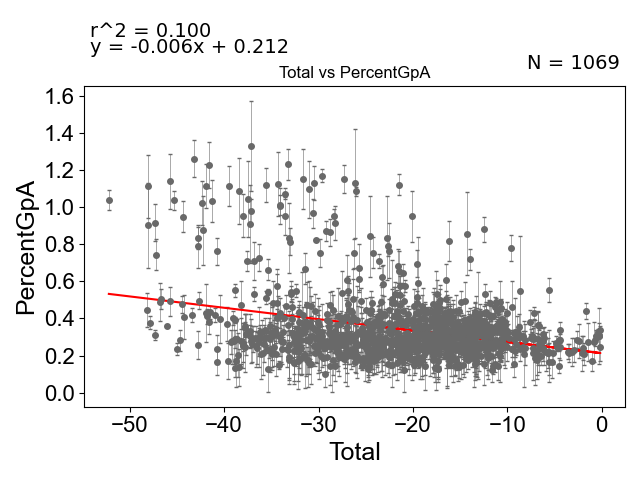 r^2 = 0.100
y = -0.006x + 0.212
N = 1069
Total vs PercentGpA
PercentGpA
1.6
1.4
1.2
1.0
0.8
0.6
0.4
0.2
0.0
−50 −40 −30 −20 −10 0
Total